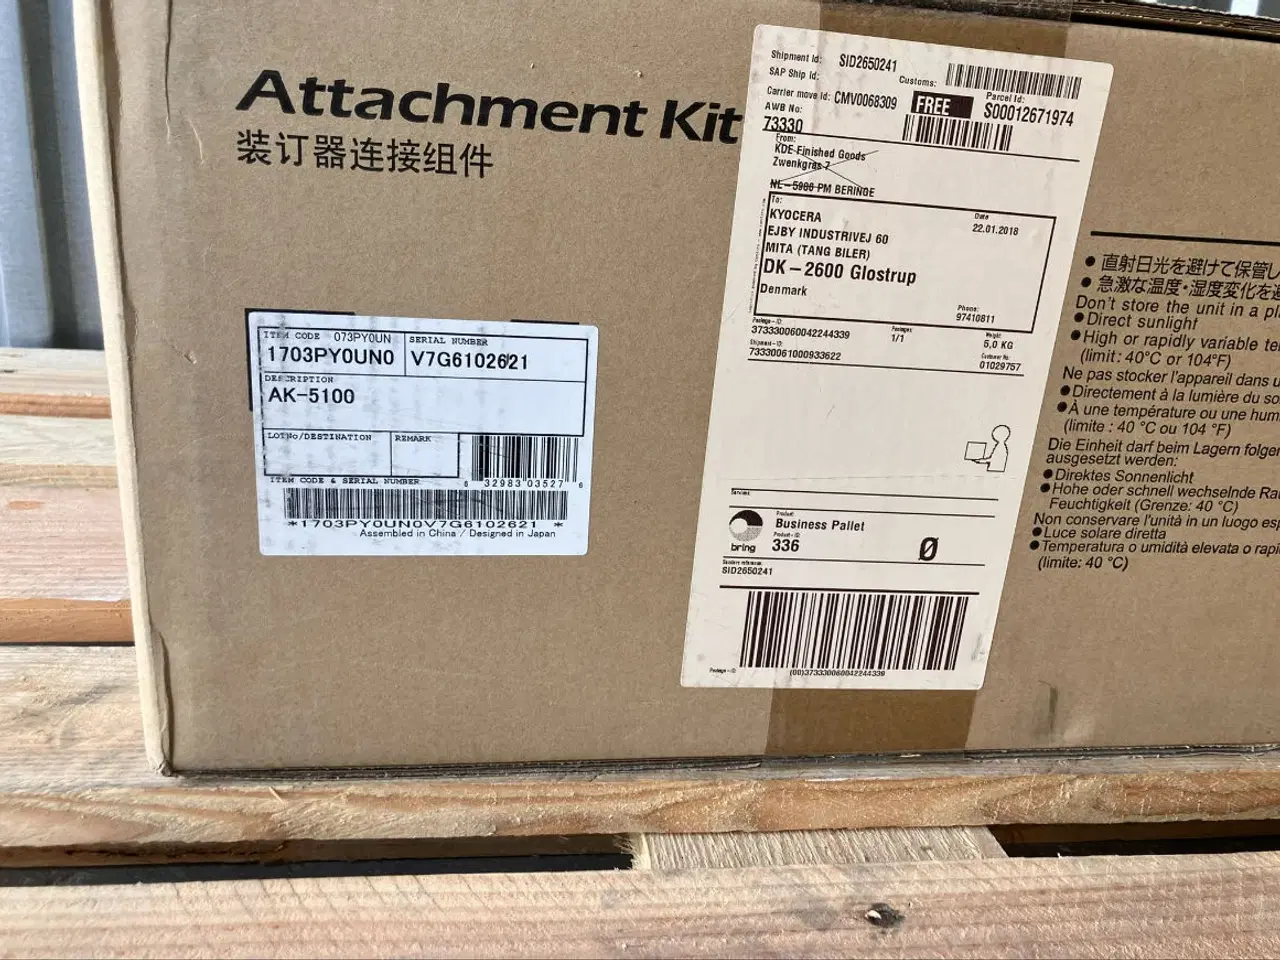 Attachment Kit
装订器连接组件
ITEM CODE 073PY0UN
1703PY0UN0
SERIAL NUMBER
V7G6102621
DESCRIPTION
AK-5100
LOTNo/DESTINATION
REMARK
6 32983 03527 6
ITEM CODE & SERIAL NUMBER
*1703PY0UN0V7G6102621 *
Assembled in China / Designed in Japan
Shipment id: SID2650241
SAP Ship id:
Customs:
Carrier move id: CMV0068309
FREE
Parcel Id:
S00012671974
AWB No:
73330
From:
KDE Finished Goods
Zwenkgras 7
NL-5986 PM BERINGE
To:
KYOCERA
EJBY INDUSTRIVEJ 60
MITA (TANG BILER)
DK-2600 Glostrup
Denmark
Date
22.01.2018
Phone:
97410811
Package-ID
373330060042244339
Packages
1/1
Weight
5,0 KG
Shipment-ID
73330061000933622
Customer No
01029757
Services
bring
Product
Business Pallet
Product-ID
336
Ø
Senders reference
SID2650241
Package-ID
(00)373330060042244339
● 直射日光を避けて保管し
● 急激な温度・湿度変化を避
Don't store the unit in a pl
● Direct sunlight
● High or rapidly variable te
(limit: 40°C or 104°F)
Ne pas stocker l'appareil dans u
● Directement à la lumière du so
● À une température ou une hum
(limite : 40 °C ou 104 °F)
Die Einheit darf beim Lagern folgen
ausgesetzt werden:
● Direktes Sonnenlicht
● Hohe oder schnell wechselnde Ra
Feuchtigkeit (Grenze: 40 °C)
Non conservare l'unità in un luogo esp
● Luce solare diretta
● Temperatura o umidità elevata o rapi
(limite: 40 °C)